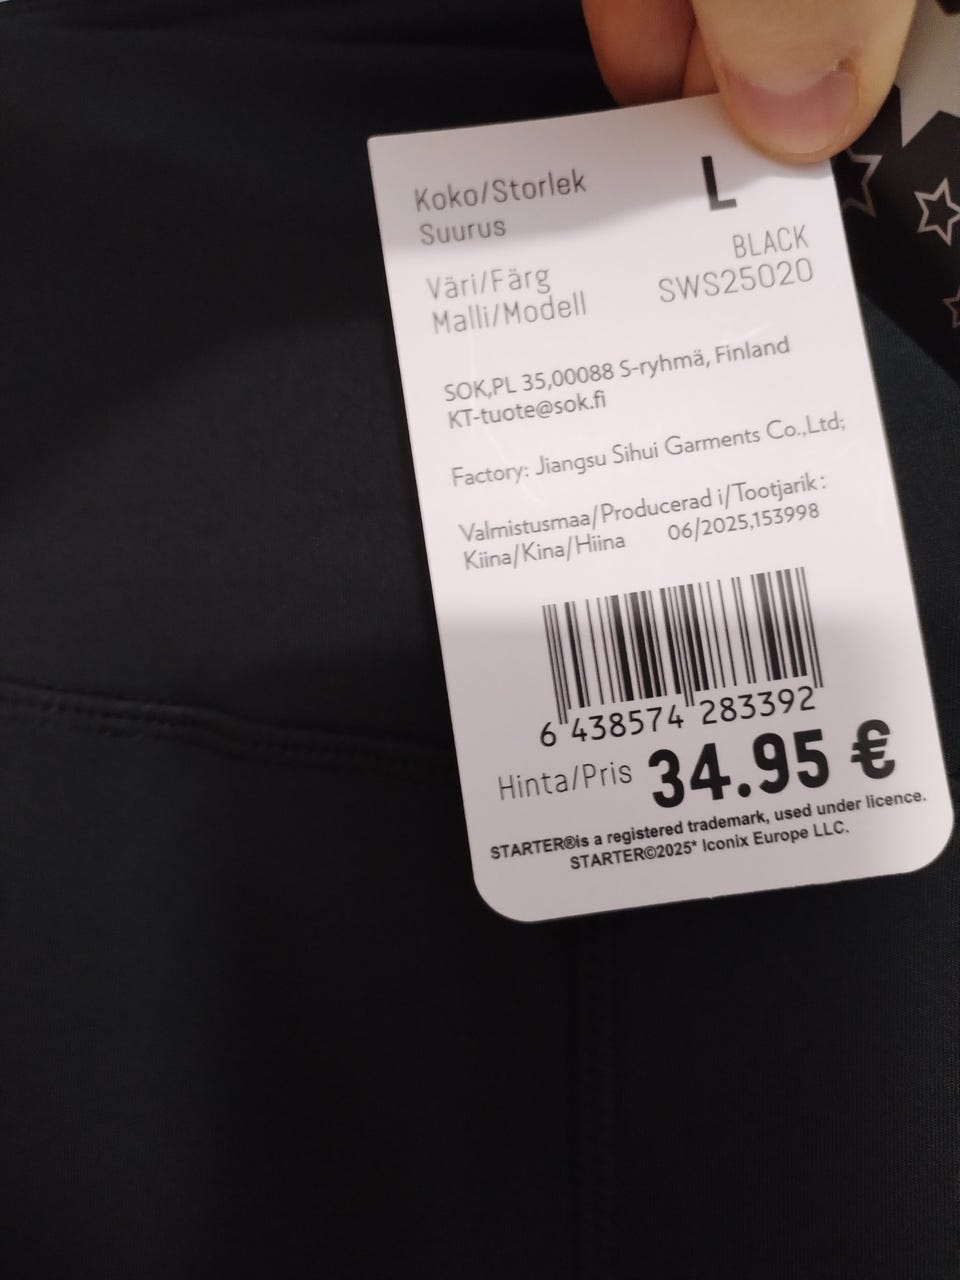 Koko/Storlek L
Suurus
Väri/Färg BLACK
Malli/Modell SWS25020
SOK,PL 35,00088 S-ryhmä, Finland
KT-tuote@sok.fi
Factory: Jiangsu Sihui Garments Co.,Ltd;
Valmistusmaa/Producerad i/Tootjarik:
Kiina/Kina/Hiina 06/2025,153998
6 438574 283392
Hinta/Pris 34.95 €
STARTER®is a registered trademark, used under licence.
STARTER©2025* Iconix Europe LLC.